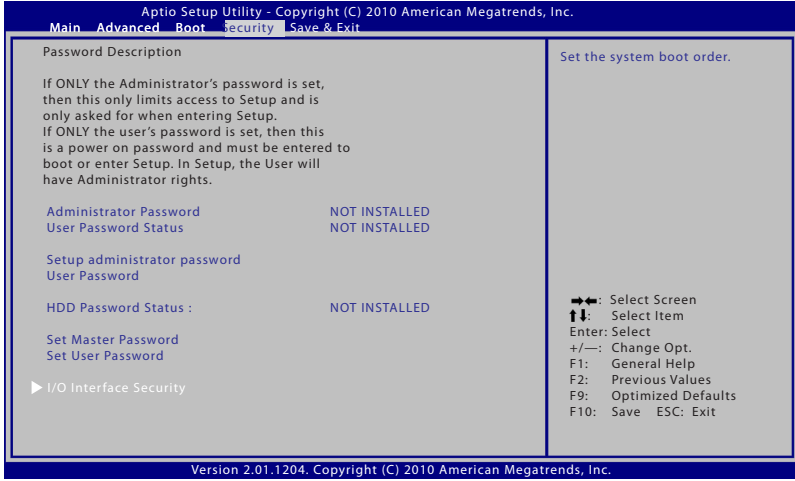 Aptio Setup Utility - Copyright (C) 2010 American Megatrends, Inc.
Main Advanced Boot Security Save & Exit
Password Description
If ONLY the Administrator's password is set,
then this only limits access to Setup and is
only asked for when entering Setup.
If ONLY the user's password is set, then this
is a power on password and must be entered to
boot or enter Setup. In Setup, the User will
have Administrator rights.
Administrator Password NOT INSTALLED
User Password Status NOT INSTALLED
Setup administrator password
User Password
HDD Password Status : NOT INSTALLED
Set Master Password
Set User Password
▶ I/O Interface Security
Set the system boot order.
→←: Select Screen
↑↓: Select Item
Enter: Select
+/—: Change Opt.
F1: General Help
F2: Previous Values
F9: Optimized Defaults
F10: Save ESC: Exit
Version 2.01.1204. Copyright (C) 2010 American Megatrends, Inc.